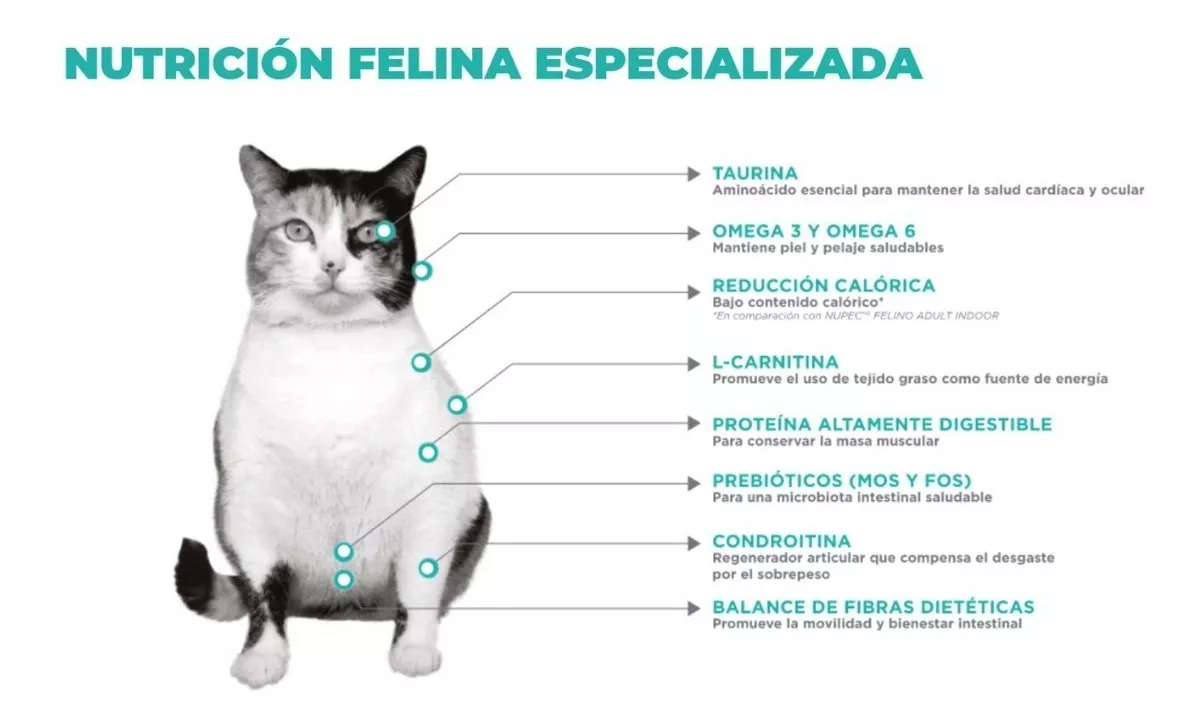 NUTRICIÓN FELINA ESPECIALIZADA
TAURINA
Aminoácido esencial para mantener la salud cardíaca y ocular
OMEGA 3 Y OMEGA 6
Mantiene piel y pelaje saludables
REDUCCIÓN CALÓRICA
Bajo contenido calórico*
*En comparación con NUPEC™ FELINO ADULT INDOOR
L-CARNITINA
Promueve el uso de tejido graso como fuente de energía
PROTEÍNA ALTAMENTE DIGESTIBLE
Para conservar la masa muscular
PREBIÓTICOS (MOS Y FOS)
Para una microbiota intestinal saludable
CONDROITINA
Regenerador articular que compensa el desgaste
por el sobrepeso
BALANCE DE FIBRAS DIETÉTICAS
Promueve la movilidad y bienestar intestinal